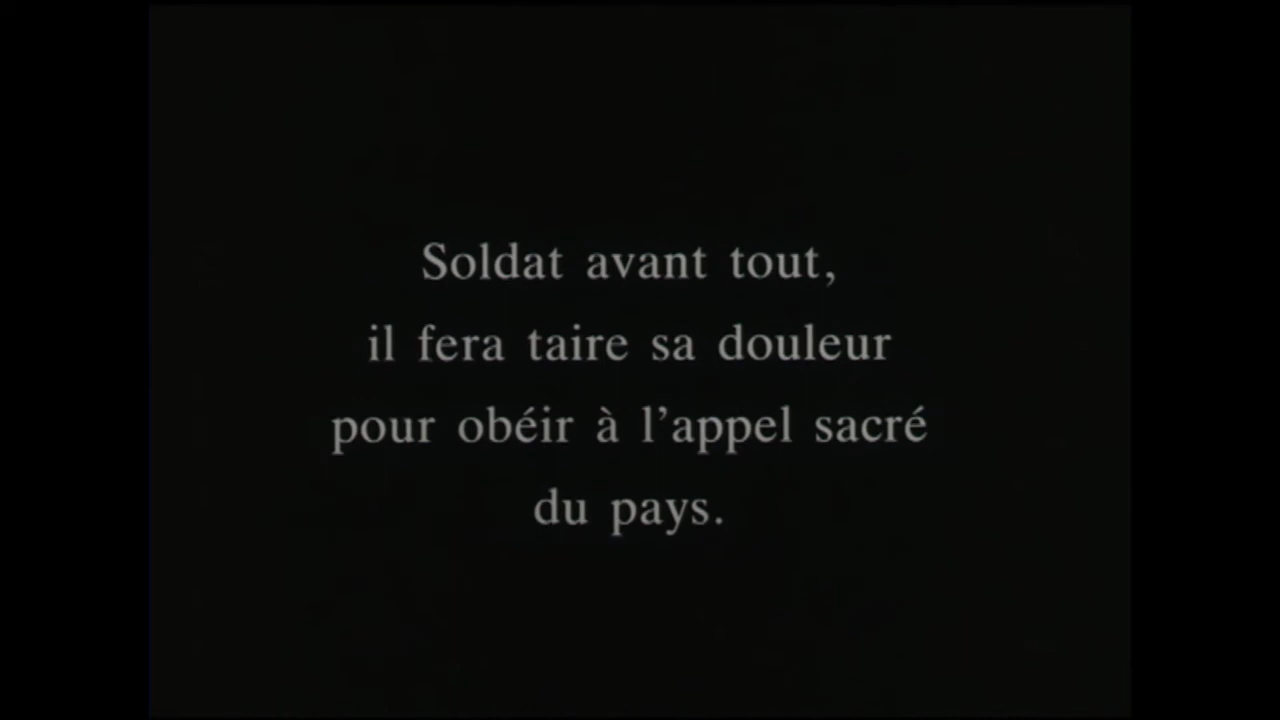 Soldat avant tout,
il fera taire sa douleur
pour obéir à l'appel sacré
du pays.